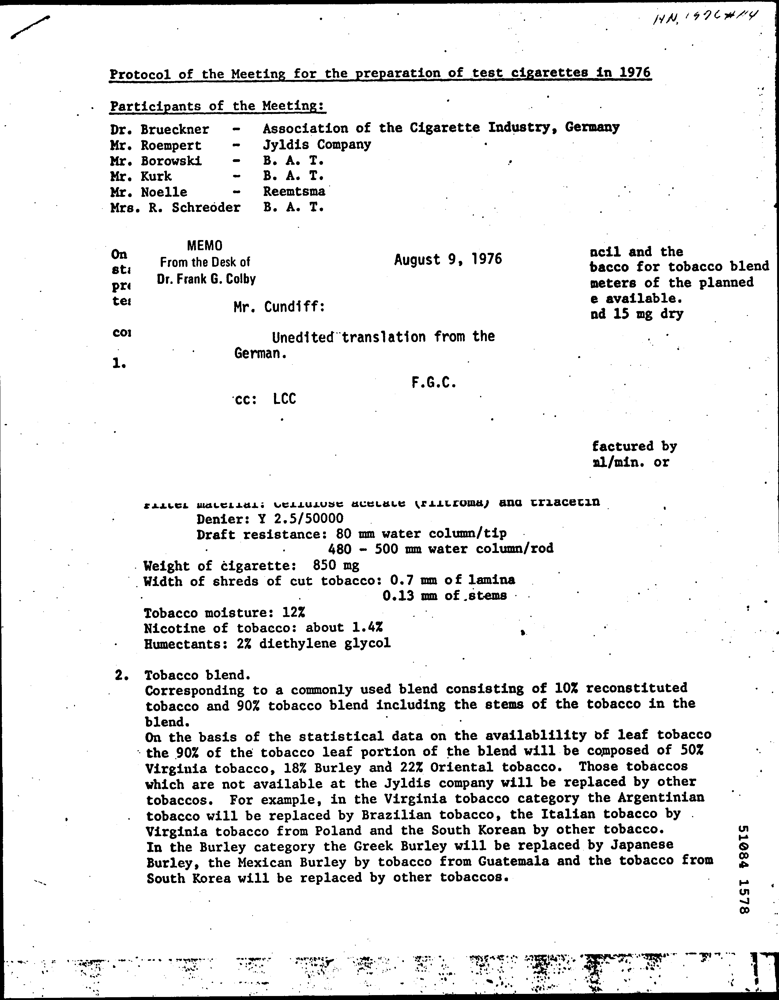 HN, 1976#114
Protocol of the Meeting for the preparation of test cigarettes in 1976
Participants of the Meeting:
Dr. Brueckner - Association of the Cigarette Industry, Germany
Mr. Roempert - Jyldis Company
Mr. Borowski - B. A. T.
Mr. Kurk - B. A. T.
Mr. Noelle - Reemtsma
Mrs. R. Schreoder B. A. T.
MEMO
From the Desk of
Dr. Frank G. Colby
August 9, 1976
Mr. Cundiff:
Unedited translation from the
German.
F.G.C.
cc: LCC
On
ncil and the
bacco for tobacco blend
meters of the planned
e available.
nd 15 mg dry
1.
factured by
ml/min. or
Filter material: Cellulose acetate (Filtroma) and triacetin
Denier: Y 2.5/50000
Draft resistance: 80 mm water column/tip
480 - 500 mm water column/rod
Weight of cigarette: 850 mg
Width of shreds of cut tobacco: 0.7 mm of lamina
0.13 mm of stems
Tobacco moisture: 12%
Nicotine of tobacco: about 1.4%
Humectants: 2% diethylene glycol
2. Tobacco blend.
Corresponding to a commonly used blend consisting of 10% reconstituted
tobacco and 90% tobacco blend including the stems of the tobacco in the
blend.
On the basis of the statistical data on the availablility of leaf tobacco
the 90% of the tobacco leaf portion of the blend will be composed of 50%
Virginia tobacco, 18% Burley and 22% Oriental tobacco. Those tobaccos
which are not available at the Jyldis company will be replaced by other
tobaccos. For example, in the Virginia tobacco category the Argentinian
tobacco will be replaced by Brazilian tobacco, the Italian tobacco by
Virginia tobacco from Poland and the South Korean by other tobacco.
In the Burley category the Greek Burley will be replaced by Japanese
Burley, the Mexican Burley by tobacco from Guatemala and the tobacco from
South Korea will be replaced by other tobaccos.
51084 1578